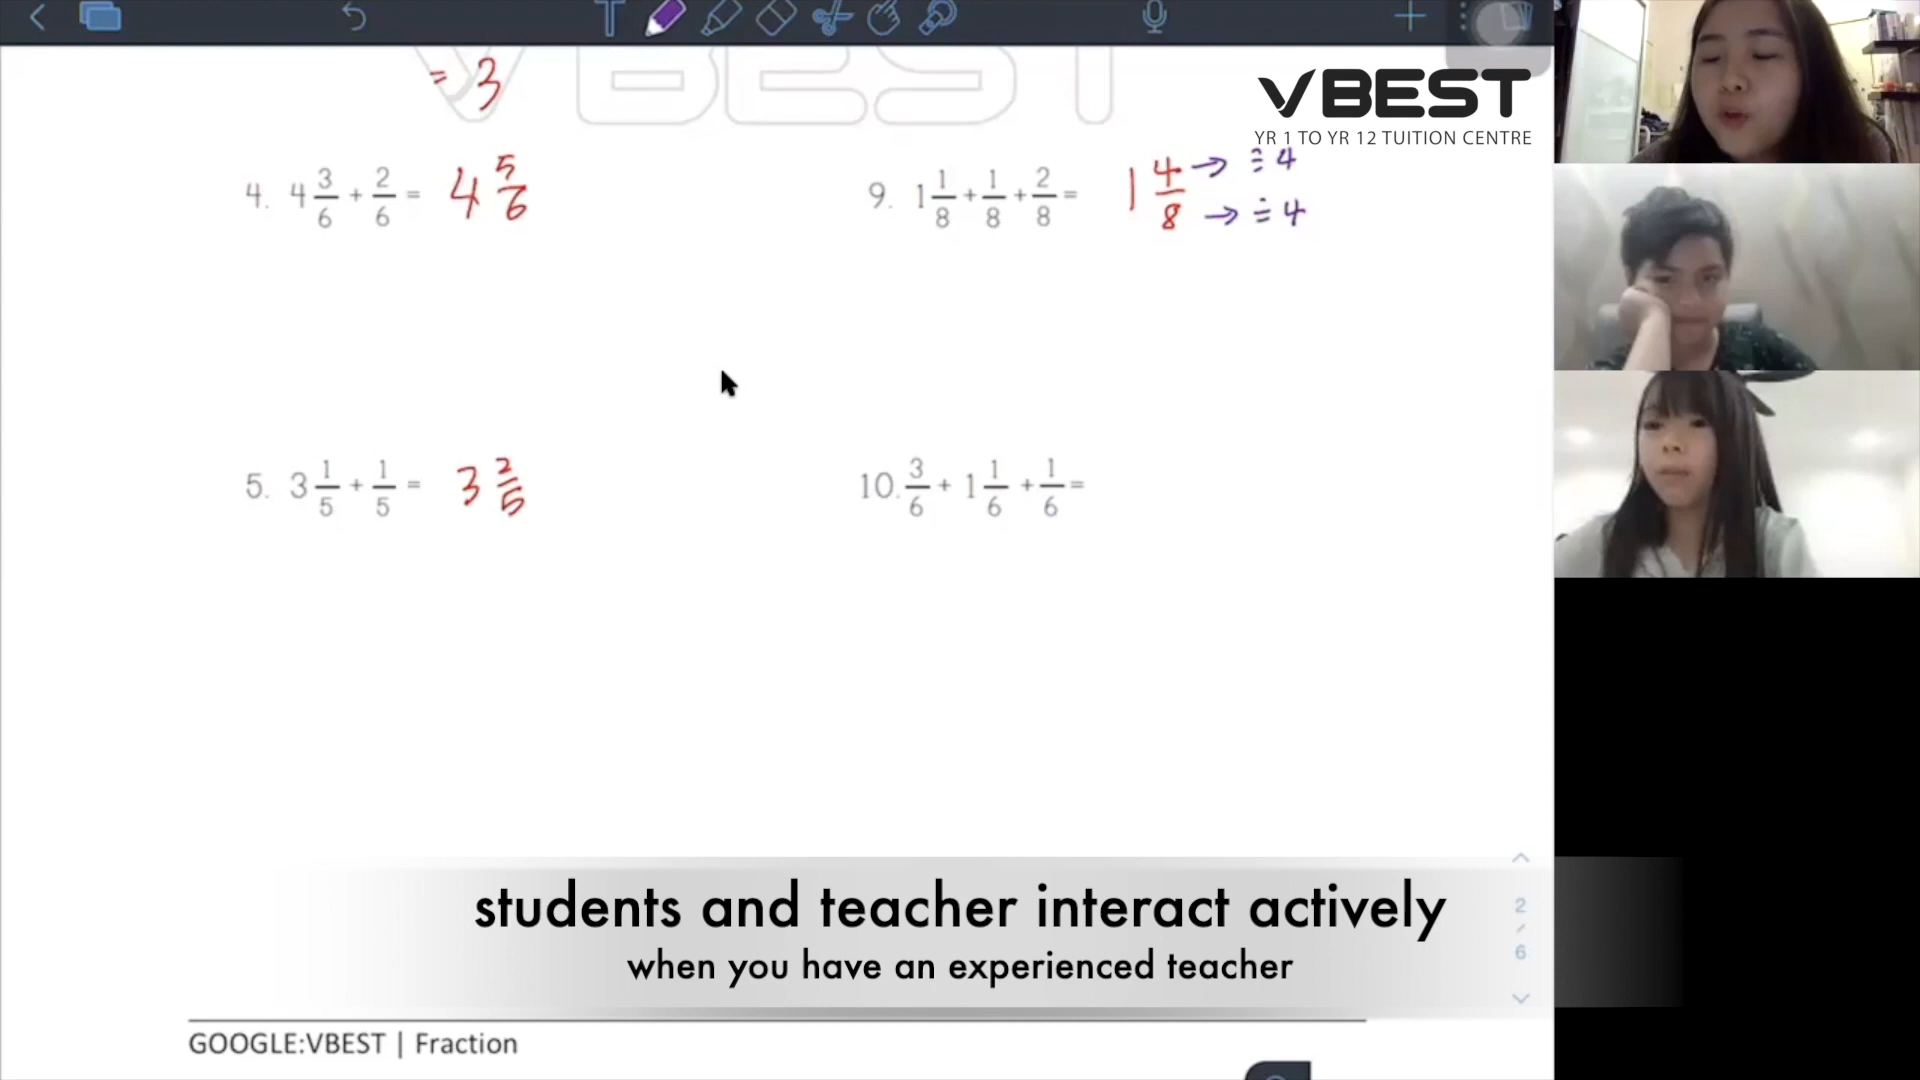 VBEST
= 3
VBEST
YR 1 TO YR 12 TUITION CENTRE
4. 4 3/6 + 2/6 = 4 5/6
9. 1 1/8 + 1/8 + 2/8 = 1 4/8 → ÷ 4 → ÷ 4
5. 3 1/5 + 1/5 = 3 2/5
10. 3/6 + 1 1/6 + 1/6 =
students and teacher interact actively
when you have an experienced teacher
2 / 6
GOOGLE:VBEST | Fraction